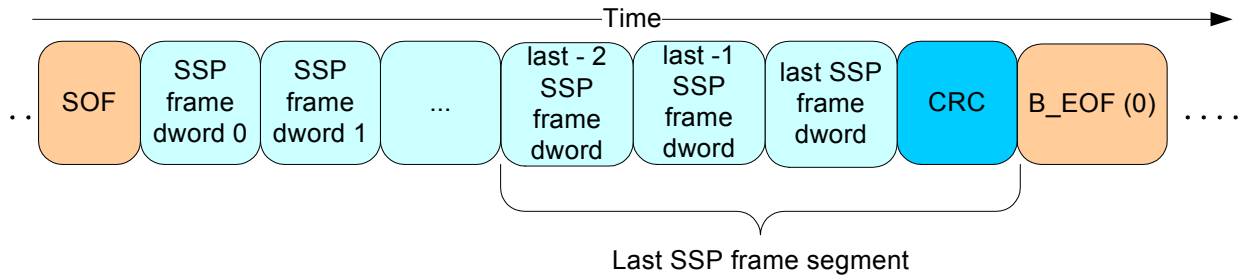 Time
. .
SOF
SSP
frame
dword 0
SSP
frame
dword 1
...
last - 2
SSP
frame
dword
last -1
SSP
frame
dword
last SSP
frame
dword
CRC
B_EOF (0)
. . . .
Last SSP frame segment